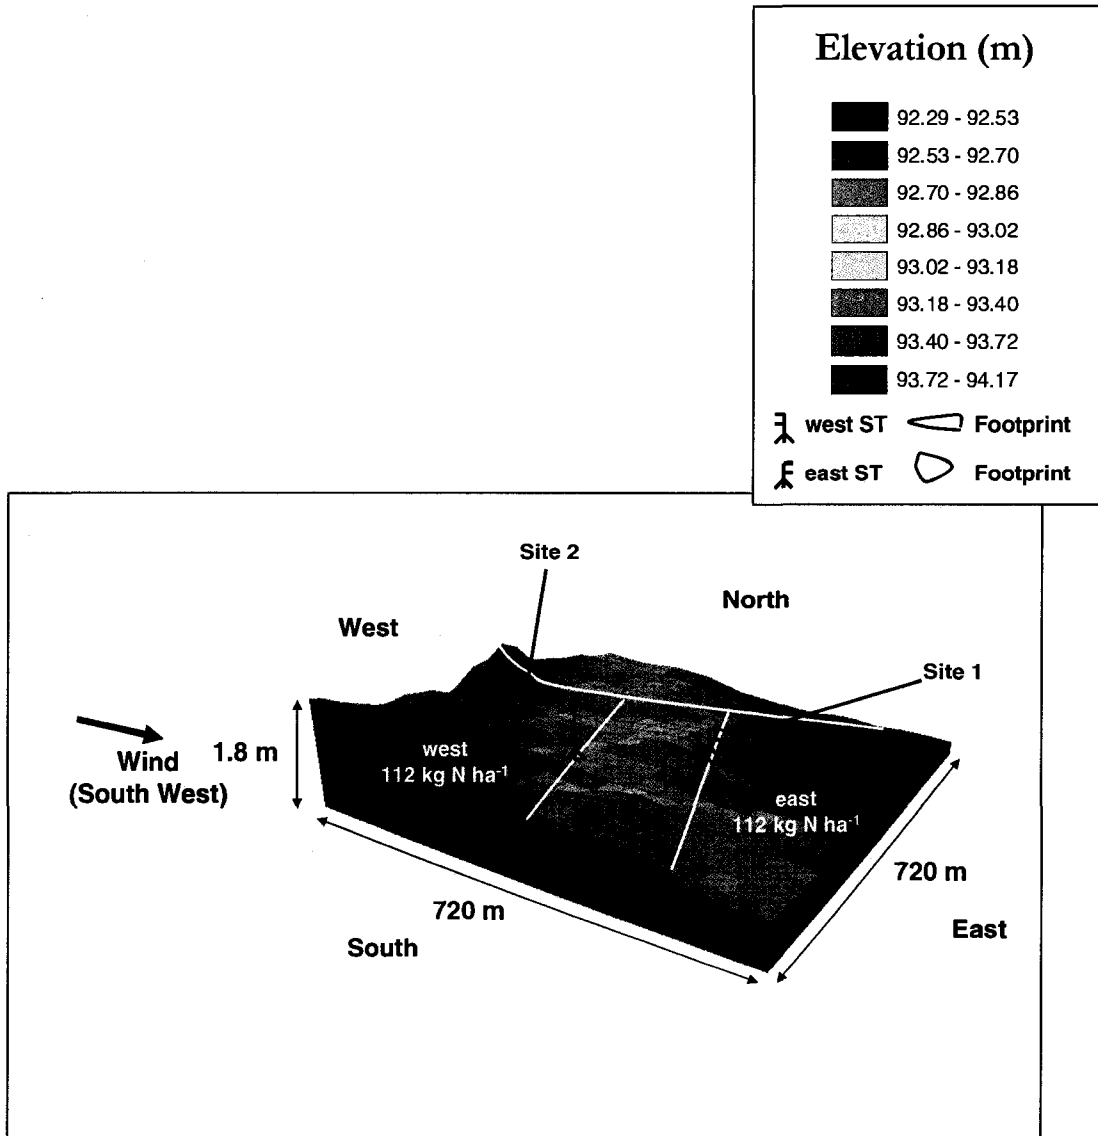 Elevation (m)
92.29 - 92.53
92.53 - 92.70
92.70 - 92.86
92.86 - 93.02
93.02 - 93.18
93.18 - 93.40
93.40 - 93.72
93.72 - 94.17
west ST Footprint
east ST Footprint
Site 2
North
West
Site 1
1.8 m
west
112 kg N ha⁻¹
Wind
(South West)
east
112 kg N ha⁻¹
720 m
720 m
East
South